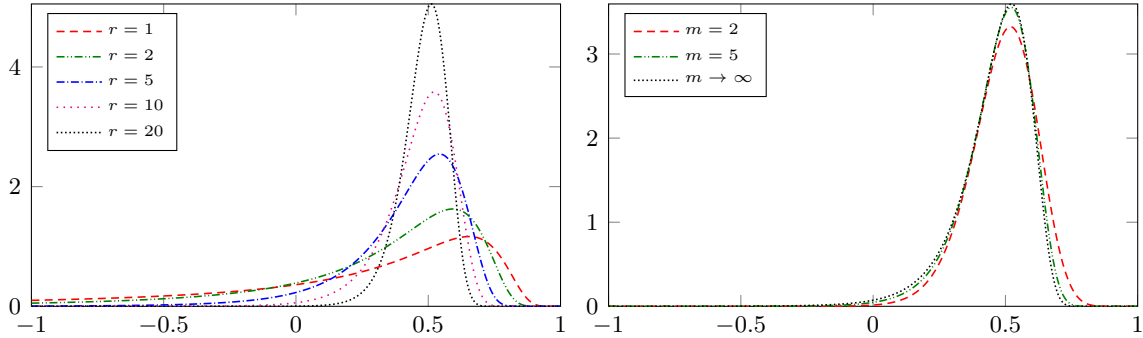 r = 1
r = 2
r = 5
r = 10
r = 20
4
2
0
−1
−0.5
0
0.5
1
m = 2
m = 5
m → ∞
3
2
1
0
−1
−0.5
0
0.5
1